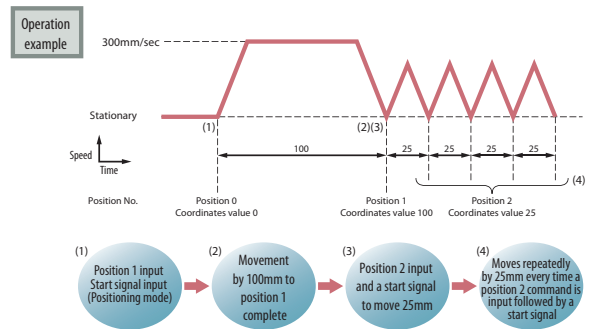 Operation
example
300mm/sec
Stationary
(1)
(2)(3)
100
25
25
25
25
(4)
Speed
Time
Position No.
Position 0
Coordinates value 0
Position 1
Coordinates value 100
Position 2
Coordinates value 25
(1)
Position 1 input
Start signal input
(Positioning mode)
(2)
Movement
by 100mm to
position 1
complete
(3)
Position 2 input
and a start signal
to move 25mm
(4)
Moves repeatedly
by 25mm every time a
position 2 command is
input followed by a
start signal